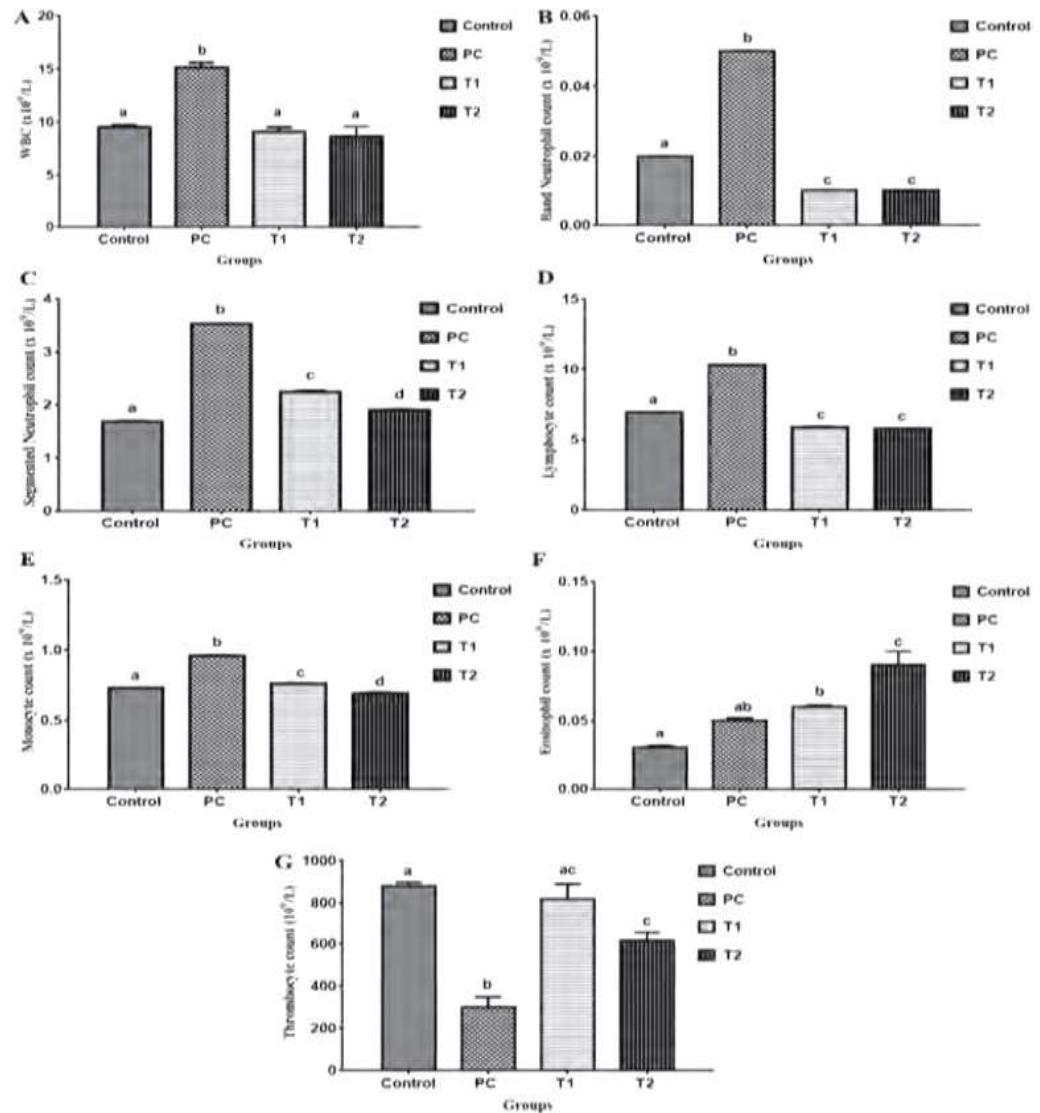 A
WBC (x10⁹/L)
20
15
10
5
0
a
b
a
a
Control
PC
T1
T2
Groups
Control
PC
T1
T2
B
Band Neutrophil count (x 10⁹/L)
0.06
0.04
0.02
0.00
a
b
c
c
Control
PC
T1
T2
Groups
Control
PC
T1
T2
C
Segmented Neutrophil count (x 10⁹/L)
4
3
2
1
0
a
b
c
d
Control
PC
T1
T2
Groups
Control
PC
T1
T2
D
Lymphocyte count (x 10⁹/L)
15
10
5
0
a
b
c
c
Control
PC
T1
T2
Groups
Control
PC
T1
T2
E
Monocyte count (x 10⁹/L)
1.5
1.0
0.5
0.0
a
b
c
d
Control
PC
T1
T2
Groups
Control
PC
T1
T2
F
Eosinophil count (x 10⁹/L)
0.15
0.10
0.05
0.00
a
ab
b
c
Control
PC
T1
T2
Groups
Control
PC
T1
T2
G
Thrombocyte count (10⁹/L)
1000
800
600
400
200
0
a
b
ac
c
Control
PC
T1
T2
Groups
Control
PC
T1
T2